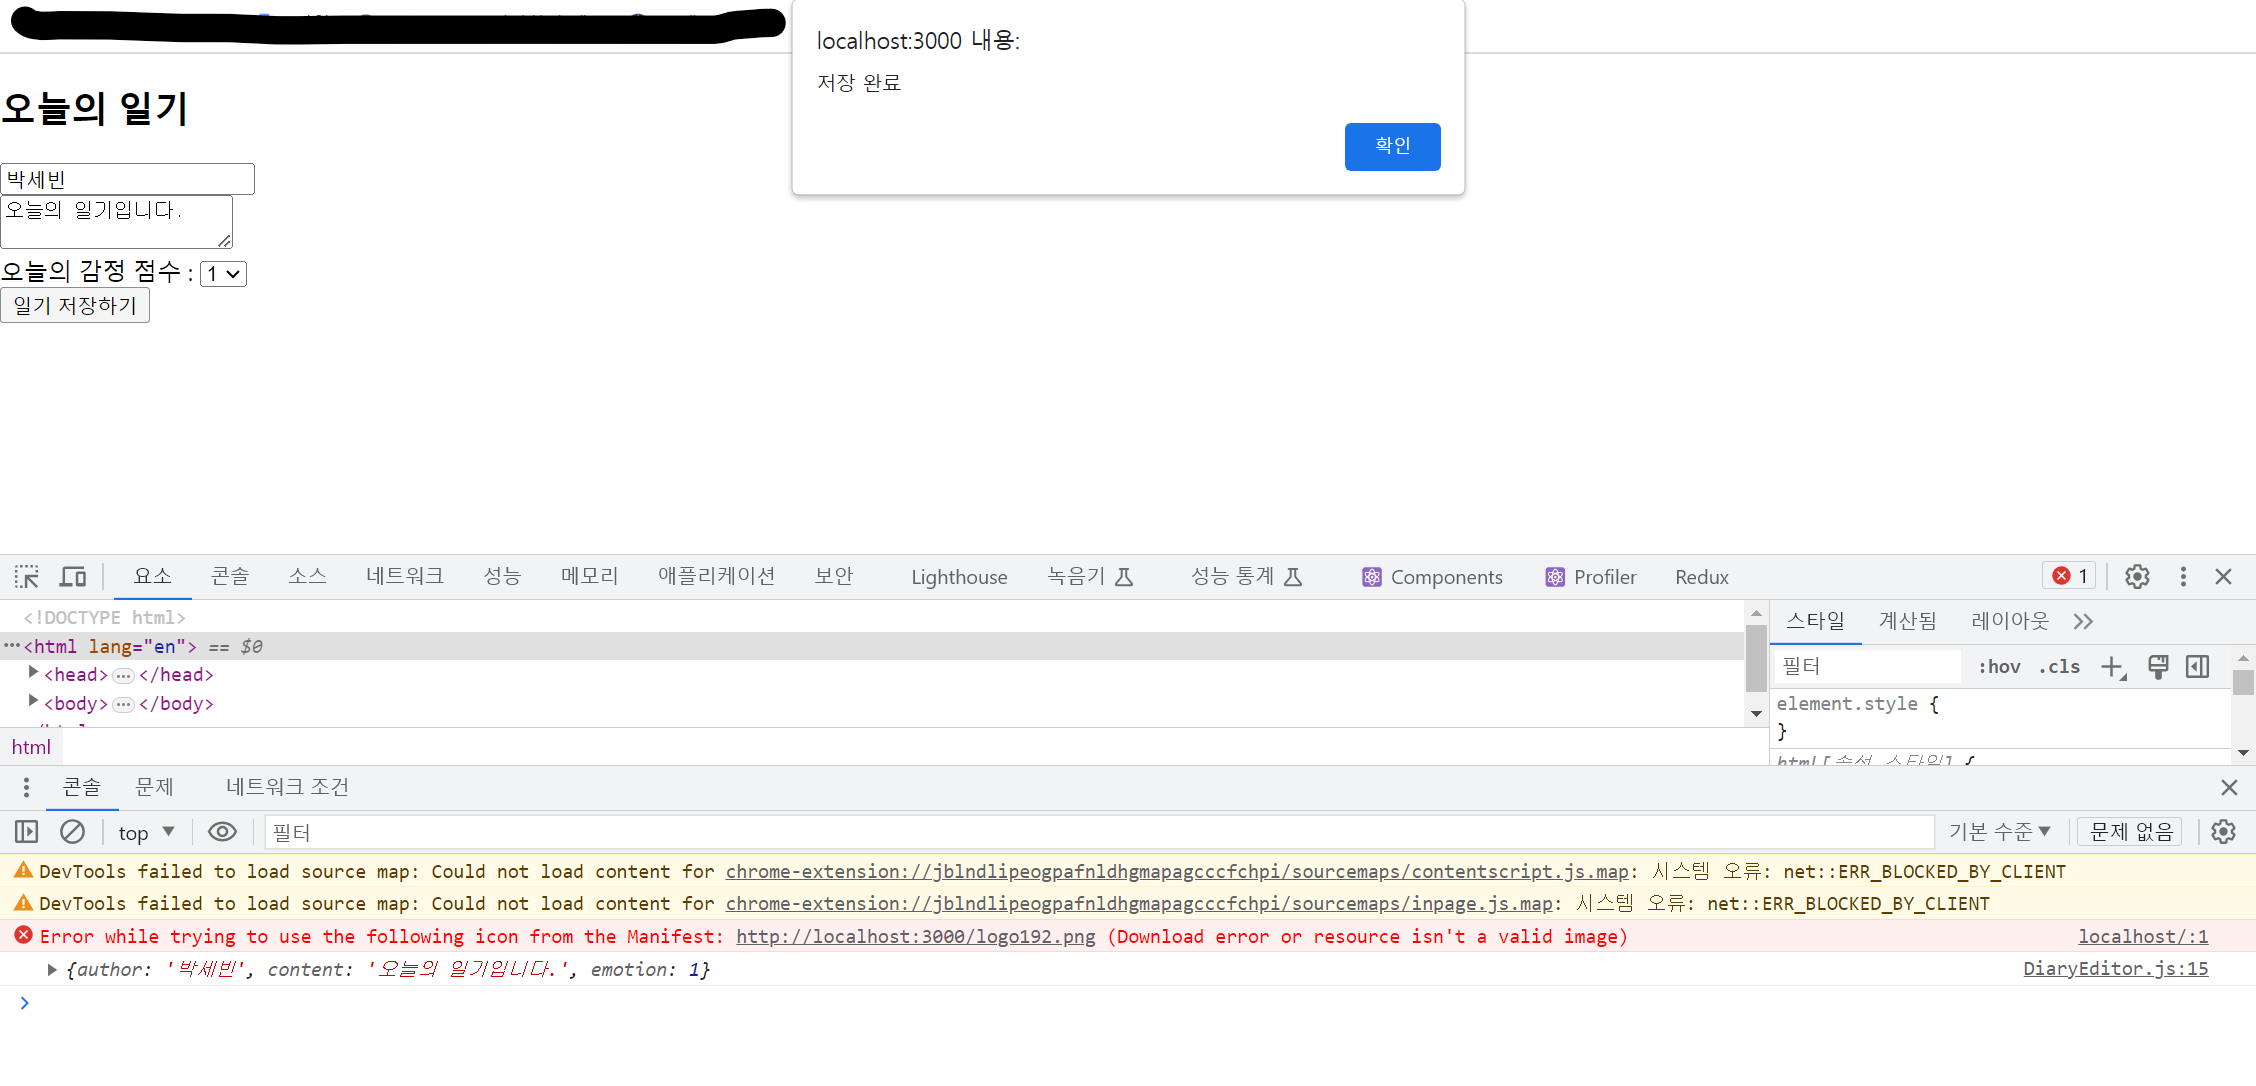 localhost:3000 내용:
저장 완료
확인
오늘의 일기
박세빈
오늘의 일기입니다.
오늘의 감정 점수 : 1
일기 저장하기
요소 콘솔 소스 네트워크 성능 메모리 애플리케이션 보안 Lighthouse 녹음기 성능 통계 Components Profiler Redux 1
<!DOCTYPE html>
<html lang="en"> == $0
<head> </head>
<body> </body>
html
스타일 계산됨 레이아웃
필터 :hov .cls
element.style {
}
html[속성 스타일] {
콘솔 문제 네트워크 조건
top 필터 기본 수준 문제 없음
DevTools failed to load source map: Could not load content for chrome-extension://jblndlipeogpafnldhgmapagcccfchpi/sourcemaps/contentscript.js.map: 시스템 오류: net::ERR_BLOCKED_BY_CLIENT
DevTools failed to load source map: Could not load content for chrome-extension://jblndlipeogpafnldhgmapagcccfchpi/sourcemaps/inpage.js.map: 시스템 오류: net::ERR_BLOCKED_BY_CLIENT
Error while trying to use the following icon from the Manifest: http://localhost:3000/logo192.png (Download error or resource isn't a valid image) localhost/:1
{author: '박세빈', content: '오늘의 일기입니다.', emotion: 1} DiaryEditor.js:15